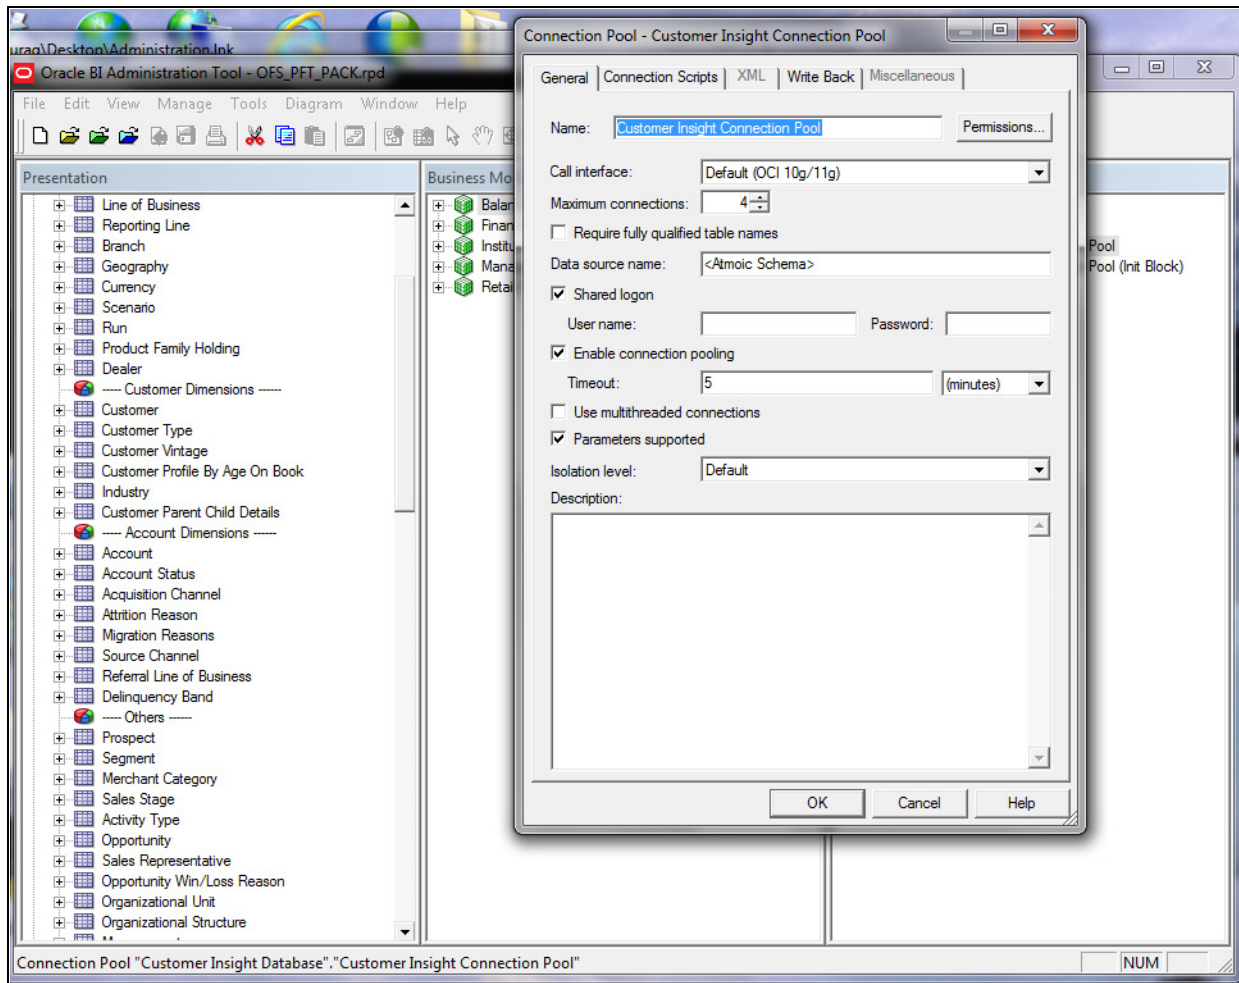 urag\Desktop\Administration.lnk
Oracle BI Administration Tool - OFS_PFT_PACK.rpd
File Edit View Manage Tools Diagram Window Help
Presentation
Line of Business
Reporting Line
Branch
Geography
Currency
Scenario
Run
Product Family Holding
Dealer
----- Customer Dimensions ------
Customer
Customer Type
Customer Vintage
Customer Profile By Age On Book
Industry
Customer Parent Child Details
----- Account Dimensions ------
Account
Account Status
Acquisition Channel
Attrition Reason
Migration Reasons
Source Channel
Referral Line of Business
Delinquency Band
----- Others ------
Prospect
Segment
Merchant Category
Sales Stage
Activity Type
Opportunity
Sales Representative
Opportunity Win/Loss Reason
Organizational Unit
Organizational Structure
Business Mo
Balan
Finan
Institu
Mana
Retai
Pool
Pool (Init Block)
Connection Pool - Customer Insight Connection Pool
General Connection Scripts XML Write Back Miscellaneous
Name: Customer Insight Connection Pool Permissions...
Call interface: Default (OCI 10g/11g)
Maximum connections: 4
Require fully qualified table names
Data source name: <Atmoic Schema>
Shared logon
User name: Password:
Enable connection pooling
Timeout: 5 (minutes)
Use multithreaded connections
Parameters supported
Isolation level: Default
Description:
OK Cancel Help
Connection Pool "Customer Insight Database"."Customer Insight Connection Pool"
NUM